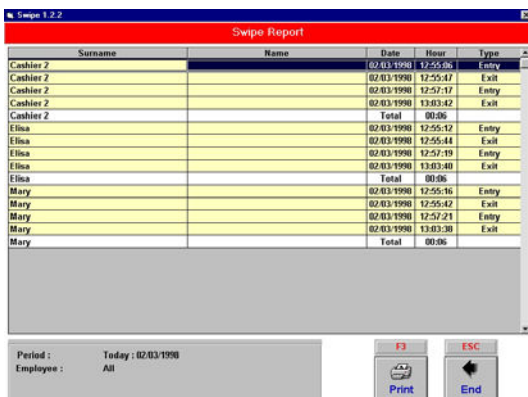 Swipe 1.2.2
Swipe Report
Surname Name Date Hour Type
Cashier 2 02/03/1998 12:55:06 Entry
Cashier 2 02/03/1998 12:55:47 Exit
Cashier 2 02/03/1998 12:57:17 Entry
Cashier 2 02/03/1998 13:03:42 Exit
Cashier 2 Total 00:06
Elisa 02/03/1998 12:55:12 Entry
Elisa 02/03/1998 12:55:44 Exit
Elisa 02/03/1998 12:57:19 Entry
Elisa 02/03/1998 13:03:40 Exit
Elisa Total 00:06
Mary 02/03/1998 12:55:16 Entry
Mary 02/03/1998 12:55:42 Exit
Mary 02/03/1998 12:57:21 Entry
Mary 02/03/1998 13:03:38 Exit
Mary Total 00:06
Period : Today : 02/03/1998
Employee : All
F3 ESC
Print End